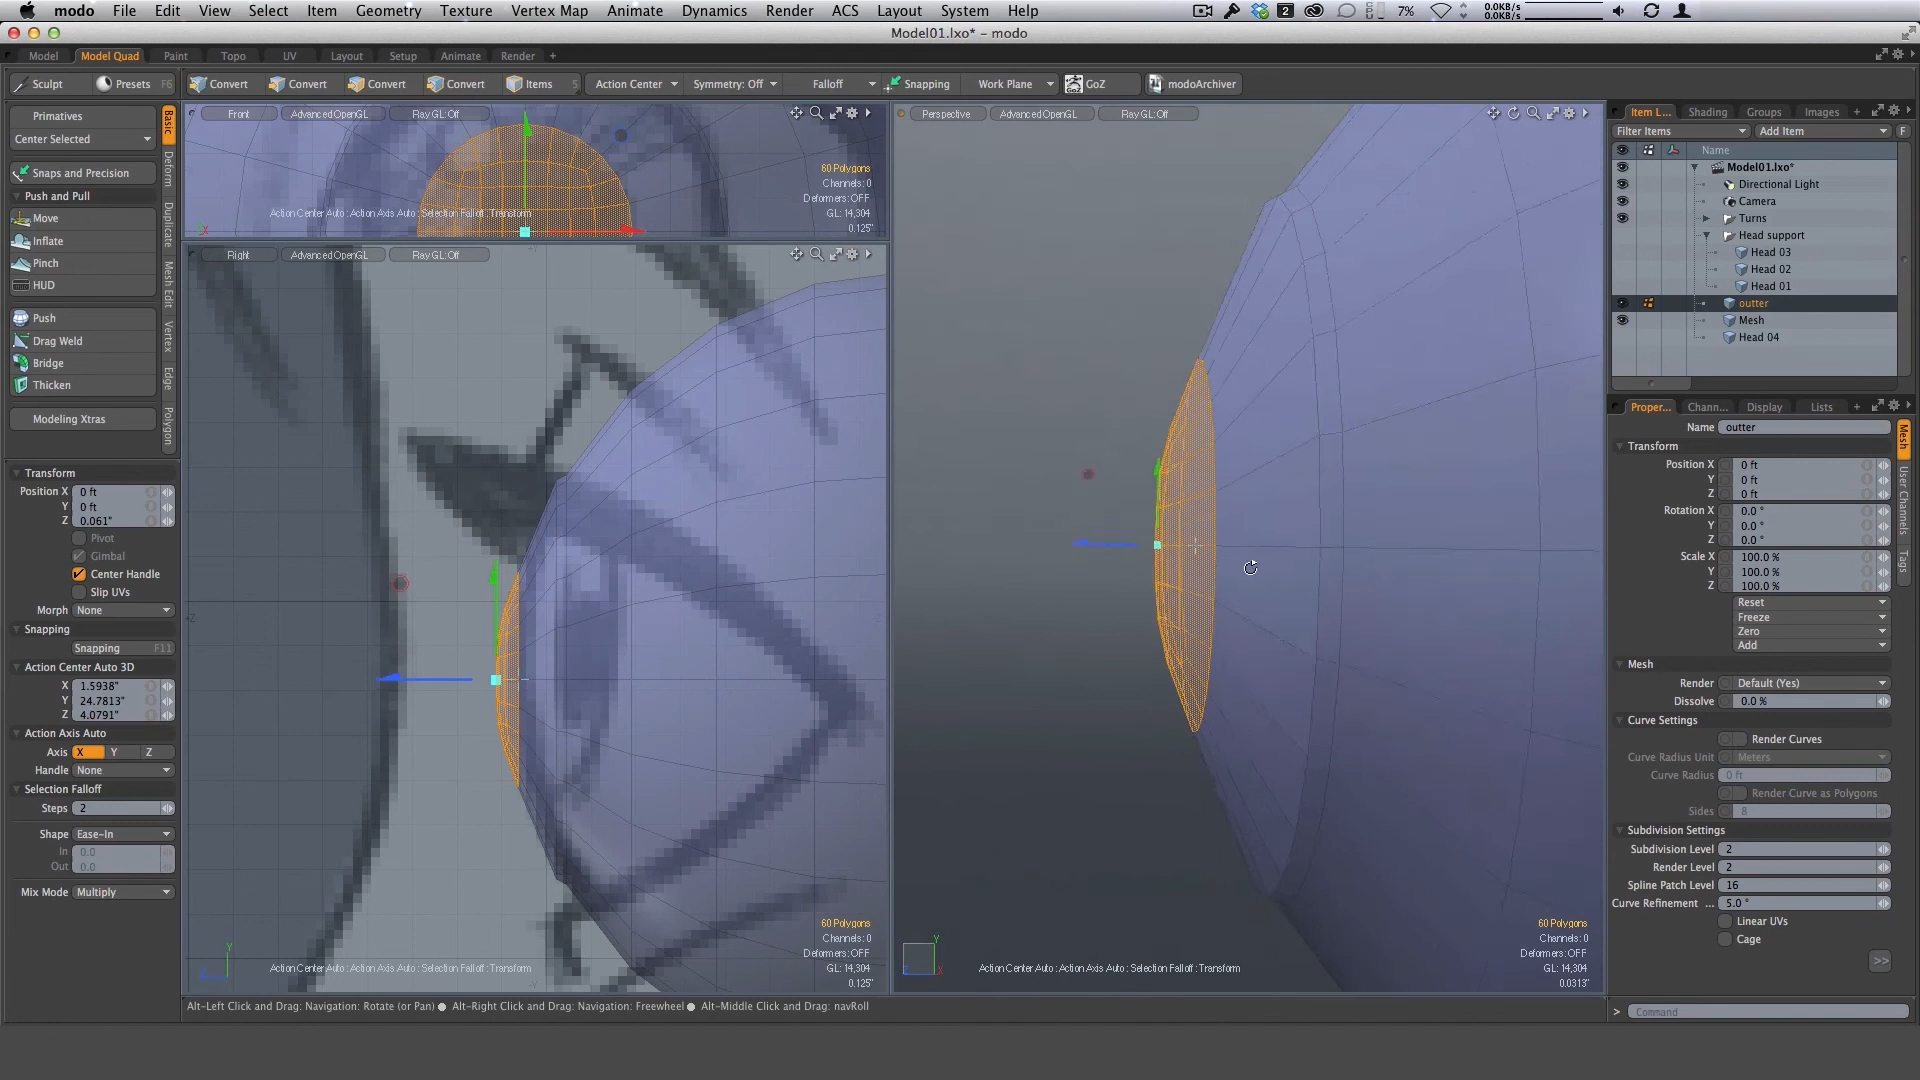 modo File Edit View Select Item Geometry Texture Vertex Map Animate Dynamics Render ACS Layout System Help 2 7% 0.0KB/s 0.0KB/s
Model01.lxo* – modo
Model Model Quad Paint Topo UV Layout Setup Animate Render +
Sculpt Presets F6 Convert Convert Convert Convert Items Action Center Symmetry: Off Falloff Snapping Work Plane GoZ modoArchiver
Primatives
Center Selected
Snaps and Precision
Push and Pull
Move
Inflate
Pinch
HUD
Push
Drag Weld
Bridge
Thicken
Modeling Xtras
Basic
Deform
Duplicate
Mesh Edit
Vertex
Edge
Polygon
Transform
Position X 0 ft
Y 0 ft
Z 0.061"
Pivot
Gimbal
Center Handle
Slip UVs
Morph None
Snapping
Snapping F11
Action Center Auto 3D
X 1.5938"
Y 24.7813"
Z 4.0791"
Action Axis Auto
Axis X Y Z
Handle None
Selection Falloff
Steps 2
Shape Ease-In
In 0.0
Out 0.0
Mix Mode Multiply
Front Advanced OpenGL Ray GL: Off
60 Polygons
Channels: 0
Deformers: OFF
GL: 14,304
0.125"
Action Center Auto : Action Axis Auto : Selection Falloff : Transform
Right Advanced OpenGL Ray GL: Off
60 Polygons
Channels: 0
Deformers: OFF
GL: 14,304
0.125"
Action Center Auto : Action Axis Auto : Selection Falloff : Transform
Perspective Advanced OpenGL Ray GL: Off
60 Polygons
Channels: 0
Deformers: OFF
GL: 14,304
0.0313"
Action Center Auto : Action Axis Auto : Selection Falloff : Transform
Alt-Left Click and Drag: Navigation: Rotate (or Pan) ● Alt-Right Click and Drag: Navigation: Freewheel ● Alt-Middle Click and Drag: navRoll
Item L... Shading Groups Images +
Filter Items Add Item F
Name
Model01.lxo*
Directional Light
Camera
Turns
Head support
Head 03
Head 02
Head 01
outter
Mesh
Head 04
Proper... Chann... Display Lists +
Name outter
Transform
Position X 0 ft
Y 0 ft
Z 0 ft
Rotation X 0.0 °
Y 0.0 °
Z 0.0 °
Scale X 100.0 %
Y 100.0 %
Z 100.0 %
Reset
Freeze
Zero
Add
Mesh
Render Default (Yes)
Dissolve 0.0 %
Curve Settings
Render Curves
Curve Radius Unit Meters
Curve Radius 0 ft
Render Curve as Polygons
Sides 8
Subdivision Settings
Subdivision Level 2
Render Level 2
Spline Patch Level 16
Curve Refinement ... 5.0 °
Linear UVs
Cage
>>
Mesh
User Channels
Tags
> Command